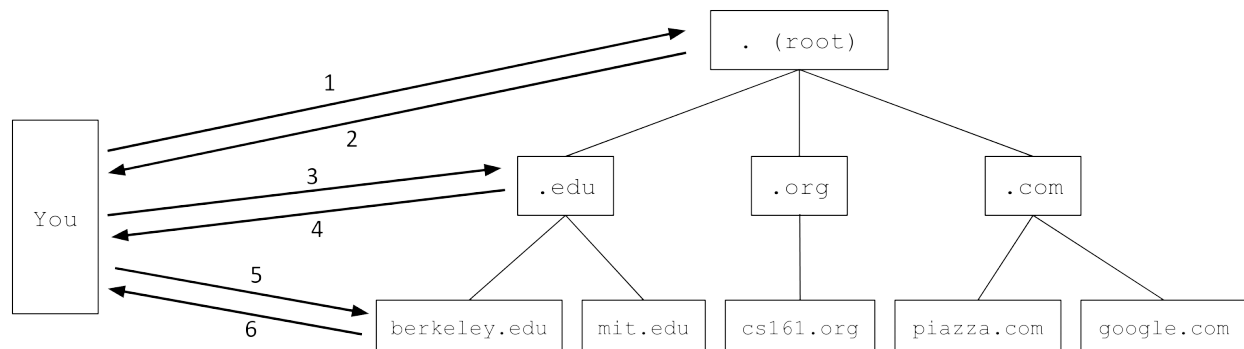 . (root)
1
2
3
4
5
6
You
.edu
.org
.com
berkeley.edu
mit.edu
cs161.org
piazza.com
google.com